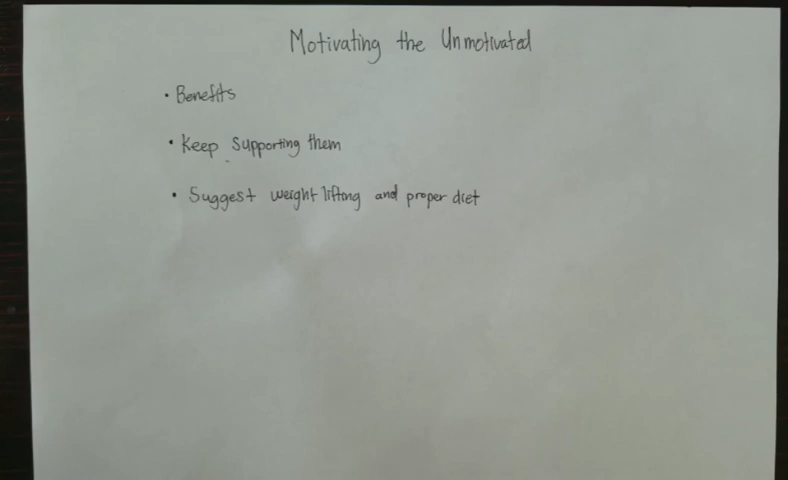 Motivating the Unmotivated
• Benefits
• Keep supporting them
• Suggest weight lifting and proper diet